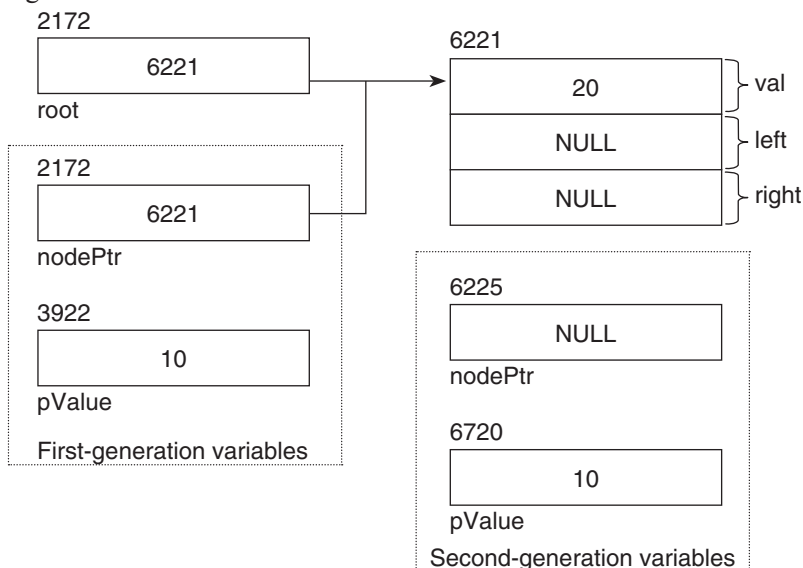 2172
6221
root
2172
6221
nodePtr
3922
10
pValue
First-generation variables
6221
20
val
NULL
left
NULL
right
6225
NULL
nodePtr
6720
10
pValue
Second-generation variables